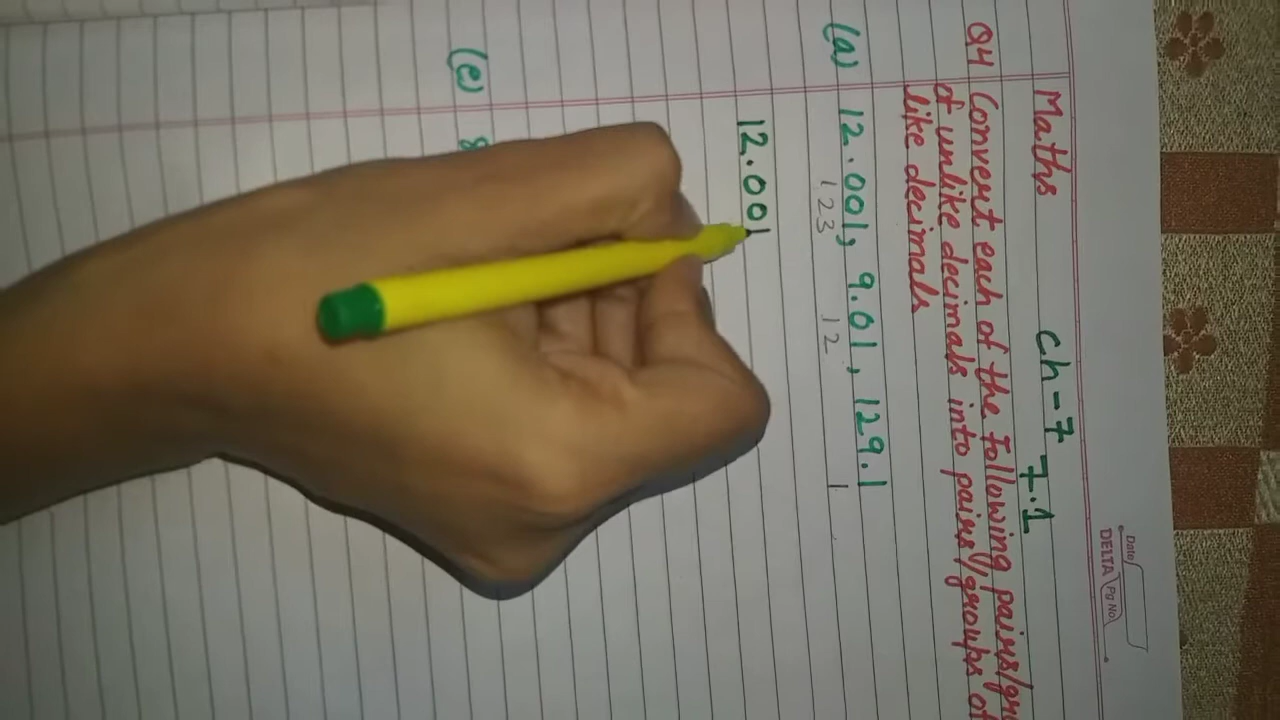 Date
DELTA Pg No.
Maths ch-7 7.1
Q4 Convert each of the following pairs/
of unlike decimals into pairs/groups of
like decimals
(a) 12.001, 9.01, 129.1
123 12 1
12.001
(e) 8